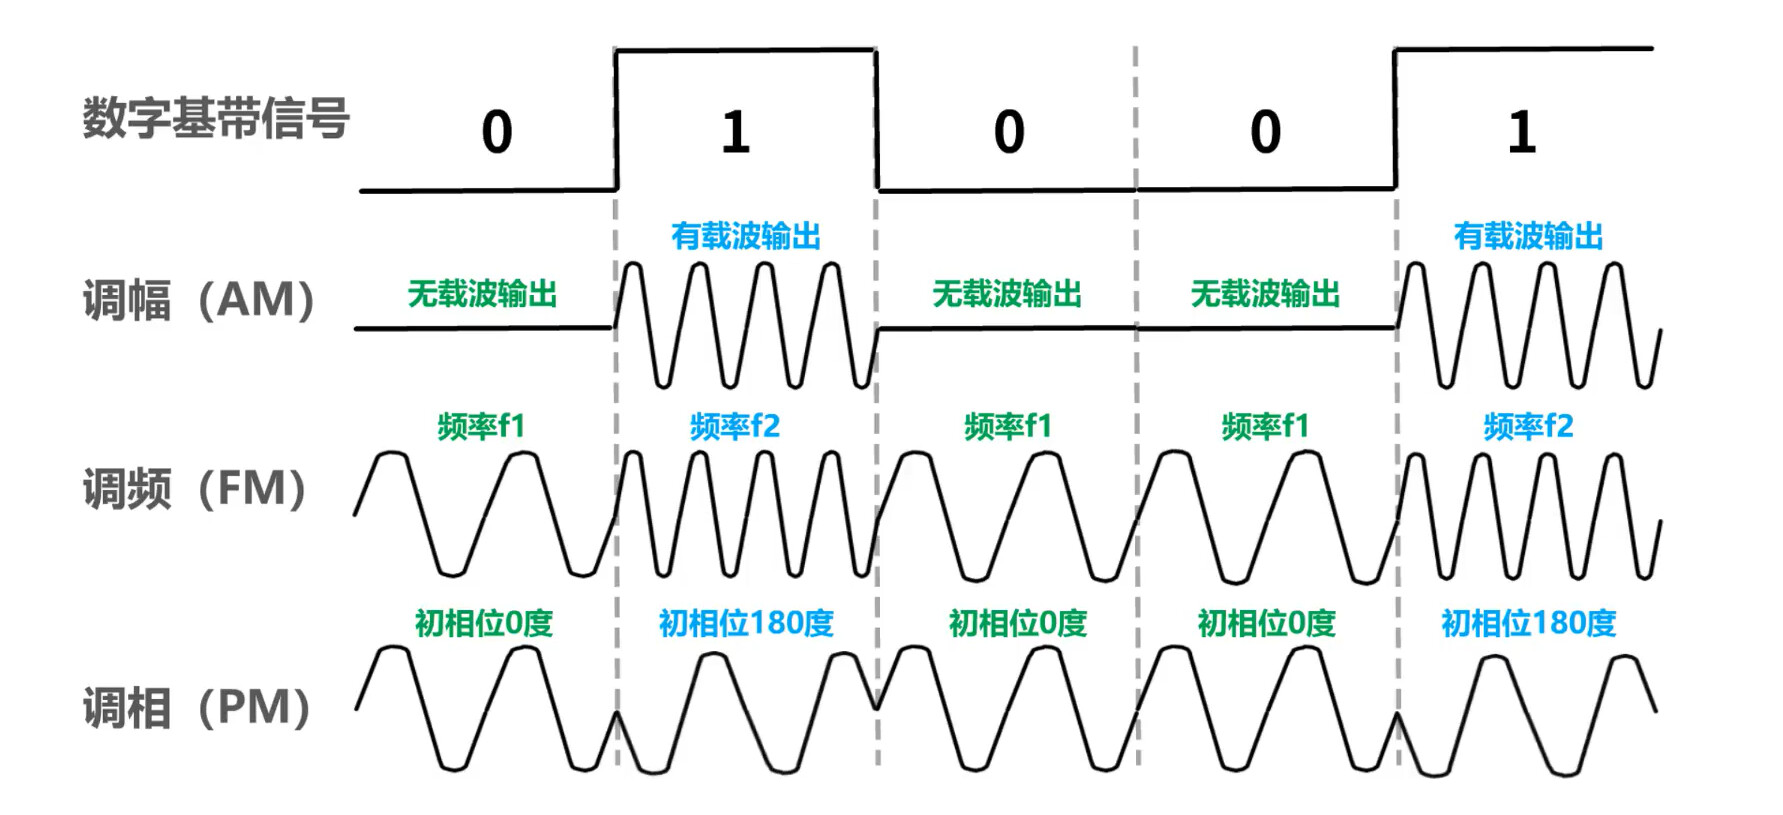 数字基带信号
0 1 0 0 1
有载波输出 有载波输出
调幅（AM） 无载波输出 无载波输出 无载波输出
频率f1 频率f2 频率f1 频率f1 频率f2
调频（FM）
初相位0度 初相位180度 初相位0度 初相位0度 初相位180度
调相（PM）